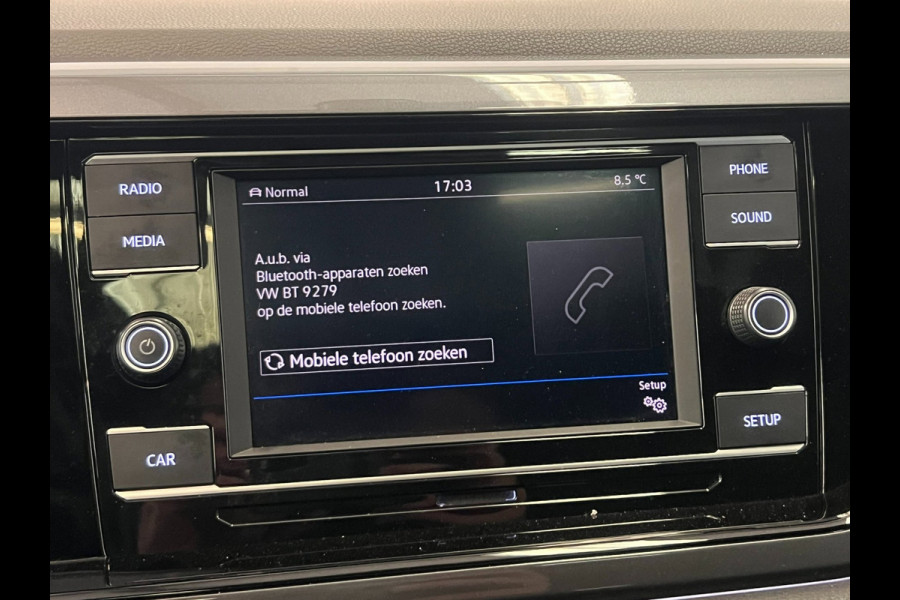 RADIO
MEDIA
CAR
Normal 17:03 8.5 °C
A.u.b. via
Bluetooth-apparaten zoeken
VW BT 9279
op de mobiele telefoon zoeken.
Mobiele telefoon zoeken
Setup
PHONE
SOUND
SETUP